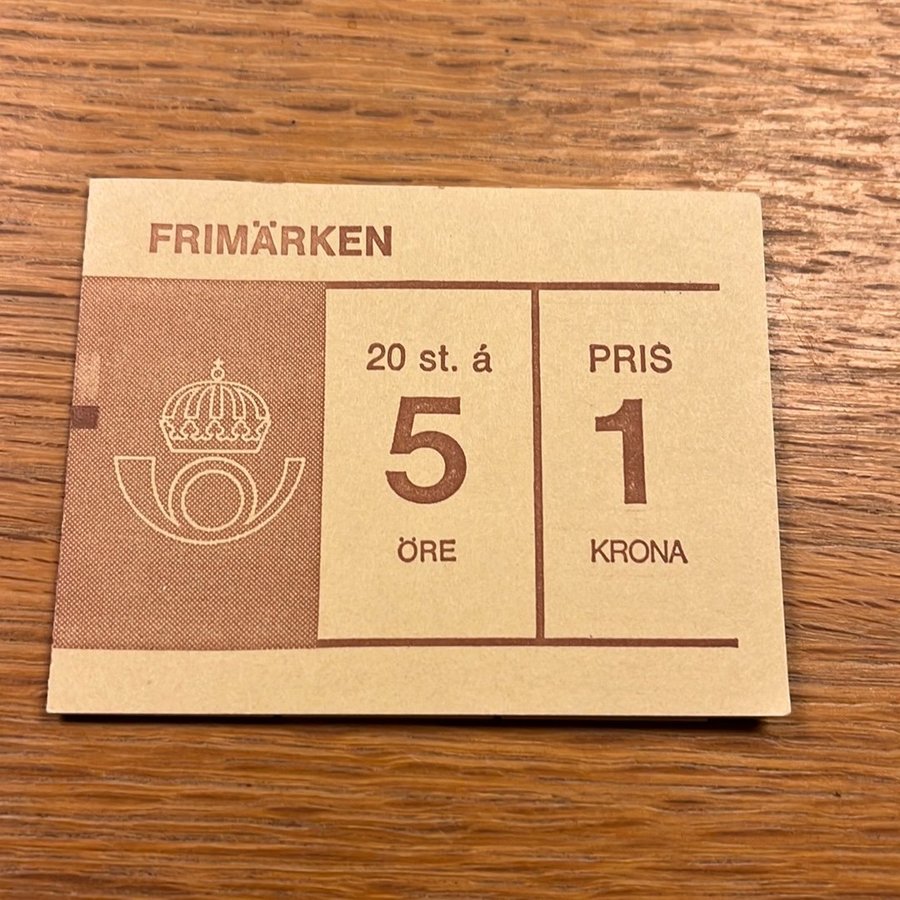 FRIMÄRKEN
20 st. á
5
ÖRE
PRIS
1
KRONA